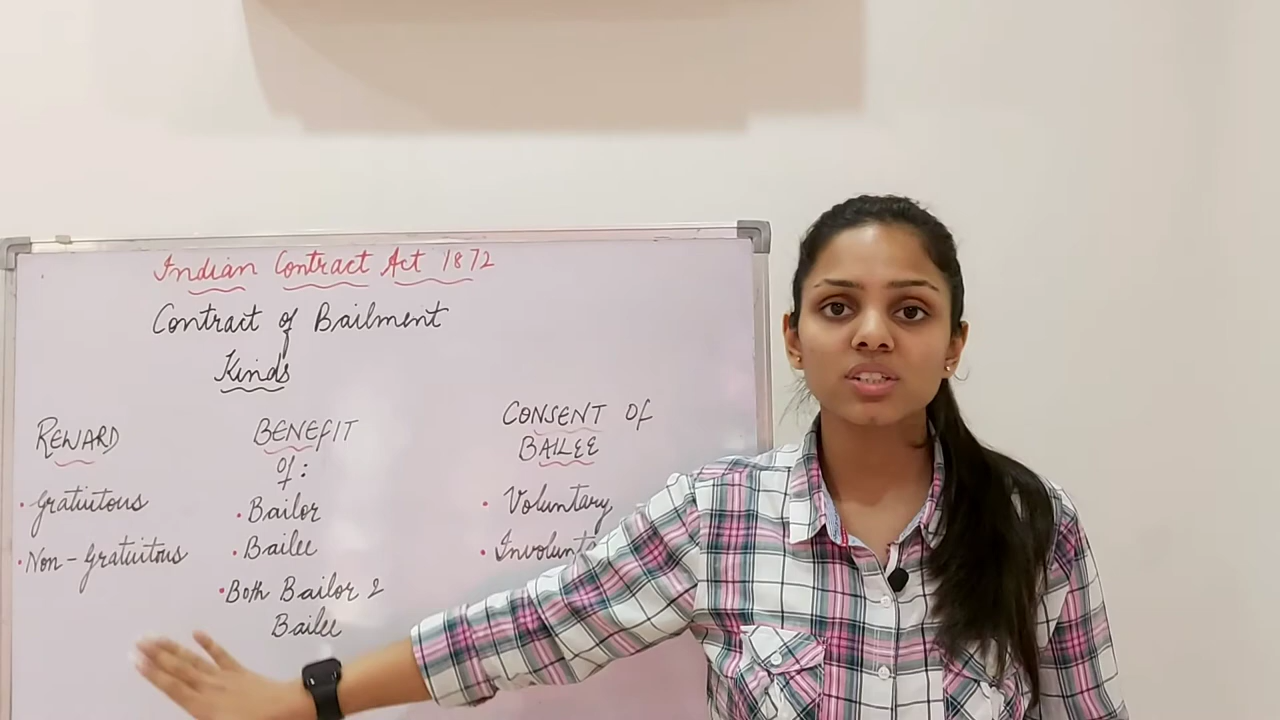 Indian Contract Act 1872
Contract of Bailment
Kinds
REWARD
• Gratuitous
• Non-Gratuitous
BENEFIT
Of:
• Bailor
• Bailee
• Both Bailor &
Bailee
CONSENT OF
BAILEE
• Voluntary